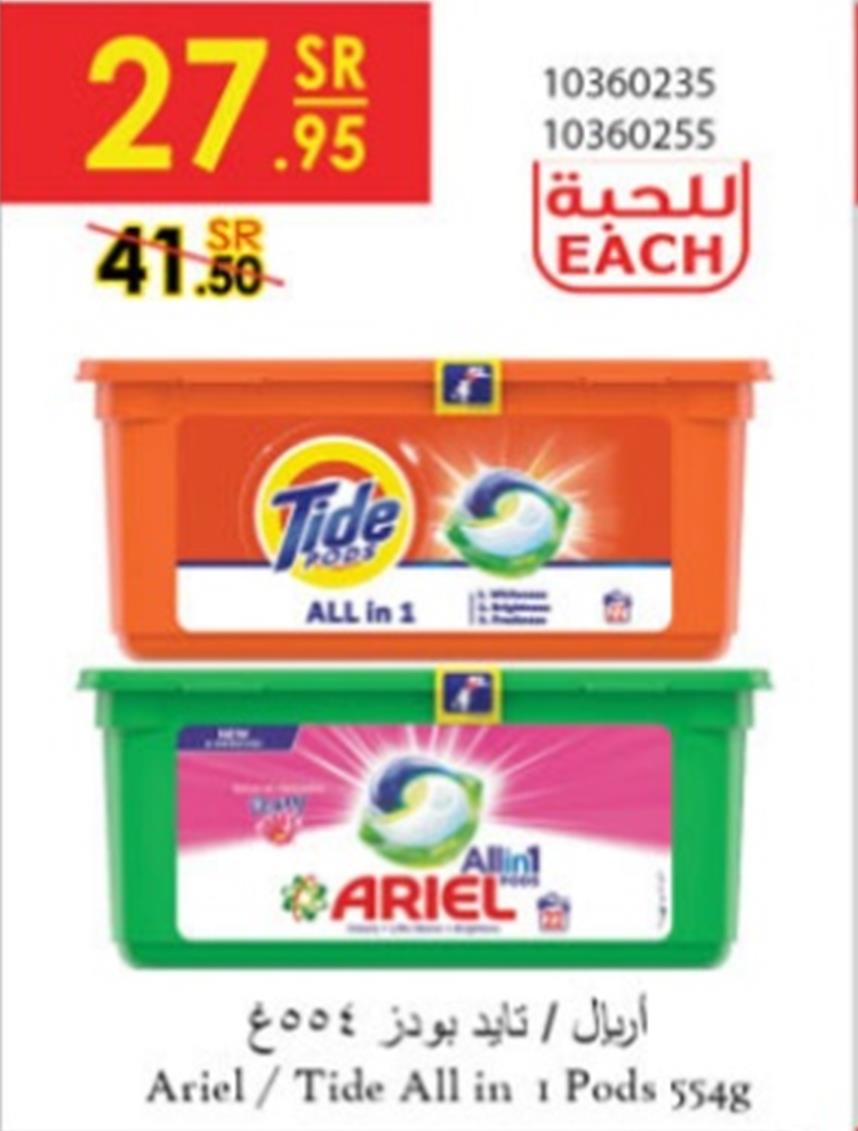 27 SR .95
10360235
10360255
للحبة
EACH
41 SR .50
Tide
PODS
ALL in 1
NEW
All in 1
PODS
ARIEL
22
أريال / تايد بودز ٥٥٤غ
Ariel / Tide All in 1 Pods 554g